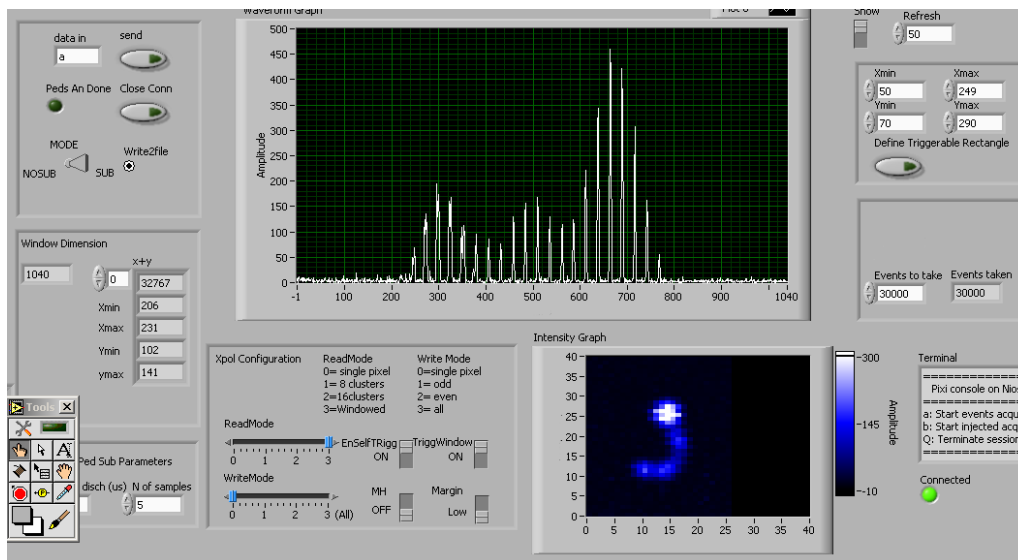 data in
send
a
Peds An Done
Close Conn
MODE
NOSUB
SUB
Write2file
Waveform Graph
Amplitude
500
450
400
350
300
250
200
150
100
50
0
-1 100 200 300 400 500 600 700 800 900 1040
Show
Refresh
50
Xmin Xmax
50 249
Ymin Ymax
70 290
Define Triggerable Rectangle
Window Dimension
x+y
1040 0 32767
Xmin 206
Xmax 231
Ymin 102
ymax 141
Events to take Events taken
30000 30000
Xpol Configuration
ReadMode
0= single pixel
1= 8 clusters
2=16clusters
3=Windowed
Write Mode
0=single pixel
1= odd
2= even
3= all
ReadMode
0 1 2 3
EnSelfTRigg
ON
TriggWindow
ON
WriteMode
0 1 2 3 (All)
MH
OFF
Margin
Low
Intensity Graph
40
35
30
25
20
15
10
5
0
0 5 10 15 20 25 30 35 40
300
145
-10
Amplitude
Terminal
Pixi console on Nios
a: Start events acqu
b: Start injected acq
Q: Terminate session
Connected
Tools
Ped Sub Parameters
disch (us) N of samples
5